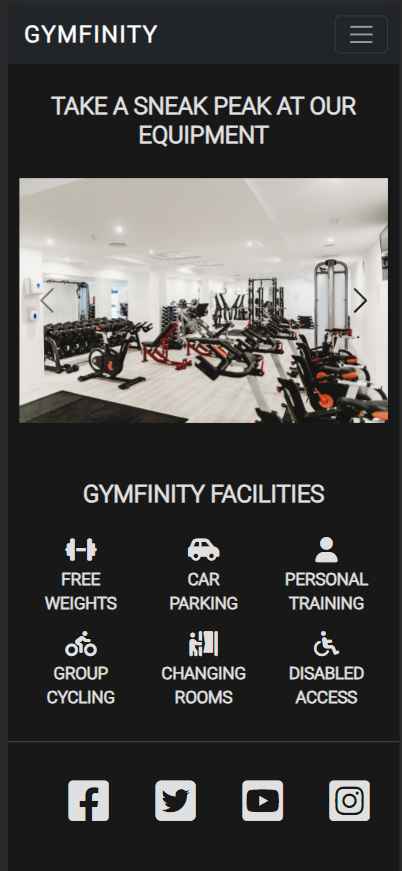 GYMFINITY
TAKE A SNEAK PEAK AT OUR
EQUIPMENT
GYMFINITY FACILITIES
FREE
WEIGHTS
CAR
PARKING
PERSONAL
TRAINING
GROUP
CYCLING
CHANGING
ROOMS
DISABLED
ACCESS